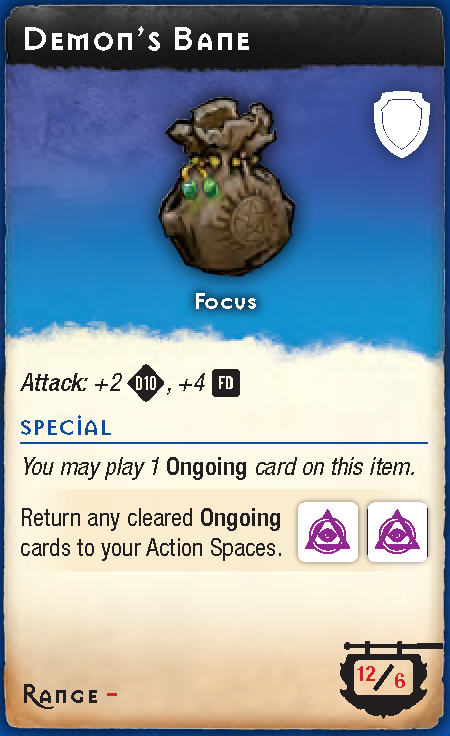 Demon's Bane
Focus
Attack: +2 D10, +4 FD
SPECIAL
You may play 1 Ongoing card on this item.
Return any cleared Ongoing
cards to your Action Spaces.
Range -
12/6